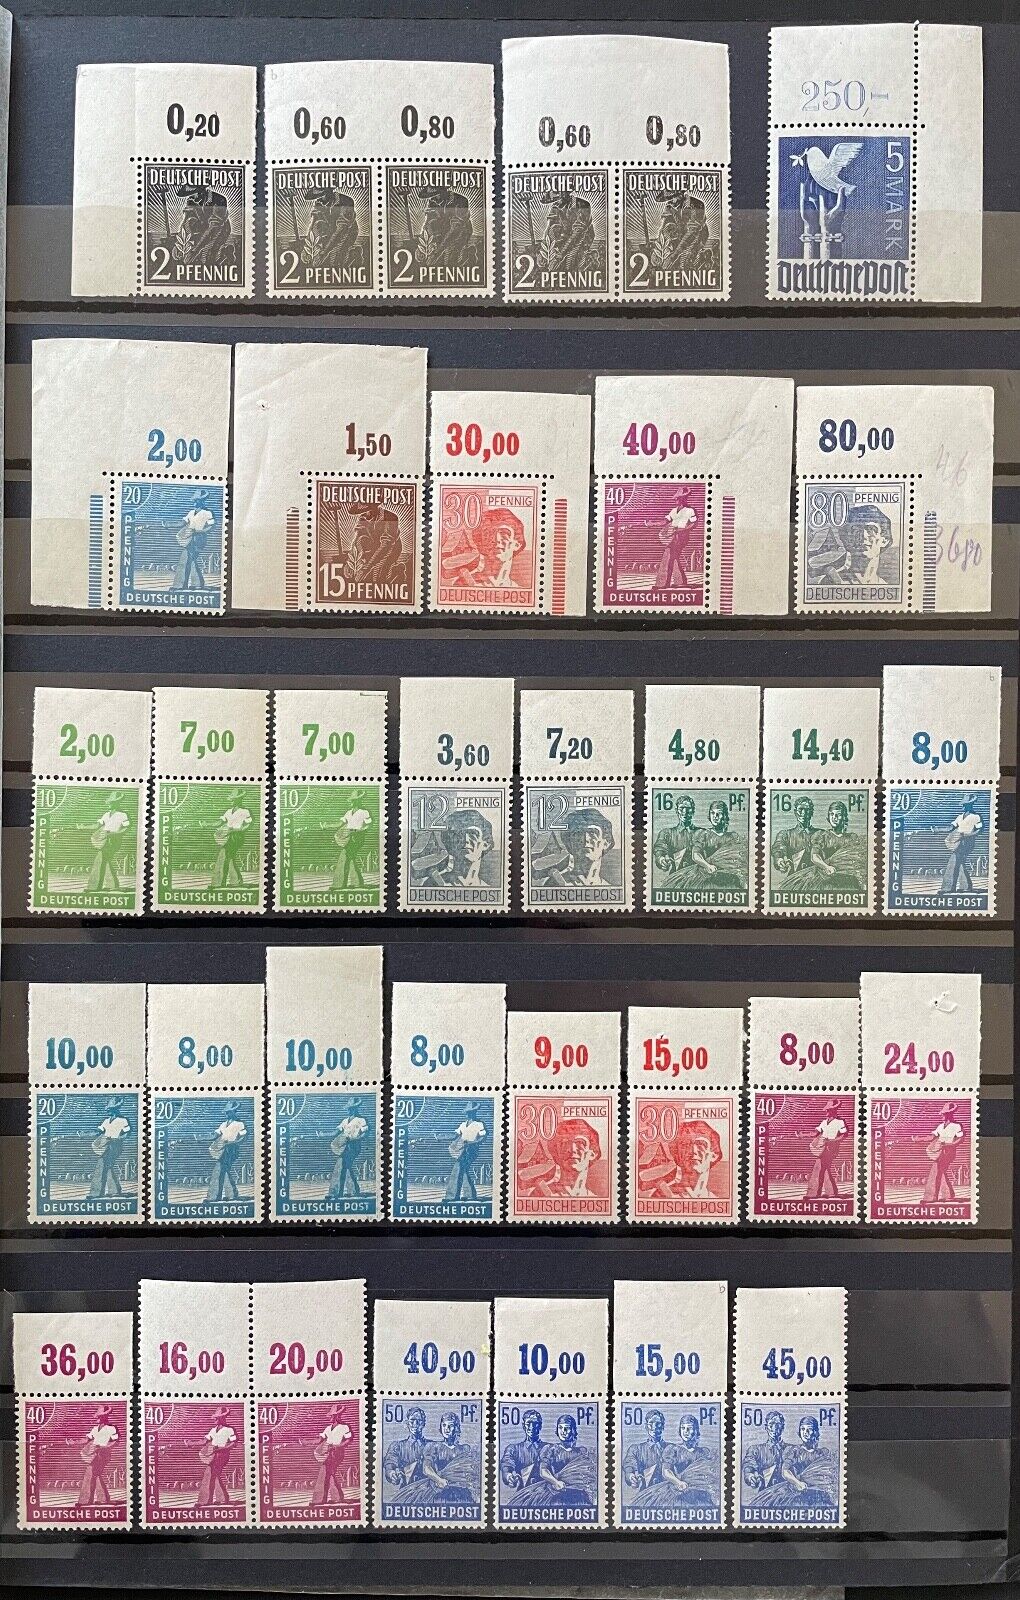 0,20 0,60 0,80 0,60 0,80 250,-
DEUTSCHE POST DEUTSCHE POST DEUTSCHE POST DEUTSCHE POST DEUTSCHE POST 5 MARK
2 PFENNIG 2 PFENNIG 2 PFENNIG 2 PFENNIG 2 PFENNIG Deutsche Post
2,00 1,50 30,00 40,00 80,00
20 PFENNIG DEUTSCHE POST 30 PFENNIG 40 PFENNIG 80 PFENNIG
DEUTSCHE POST 15 PFENNIG DEUTSCHE POST DEUTSCHE POST DEUTSCHE POST
2,00 7,00 7,00 3,60 7,20 4,80 14,40 8,00
10 PFENNIG 10 PFENNIG 10 PFENNIG 12 PFENNIG 12 PFENNIG 16 Pf. 16 Pf. 20 PFENNIG
DEUTSCHE POST DEUTSCHE POST DEUTSCHE POST DEUTSCHE POST DEUTSCHE POST DEUTSCHE POST DEUTSCHE POST DEUTSCHE POST
10,00 8,00 10,00 8,00 9,00 15,00 8,00 24,00
20 PFENNIG 20 PFENNIG 20 PFENNIG 20 PFENNIG 30 PFENNIG 30 PFENNIG 40 PFENNIG 40 PFENNIG
DEUTSCHE POST DEUTSCHE POST DEUTSCHE POST DEUTSCHE POST DEUTSCHE POST DEUTSCHE POST DEUTSCHE POST DEUTSCHE POST
36,00 16,00 20,00 40,00 10,00 15,00 45,00
40 PFENNIG 40 PFENNIG 40 PFENNIG 50 Pf. 50 Pf. 50 Pf. 50 Pf.
DEUTSCHE POST DEUTSCHE POST DEUTSCHE POST DEUTSCHE POST DEUTSCHE POST DEUTSCHE POST DEUTSCHE POST